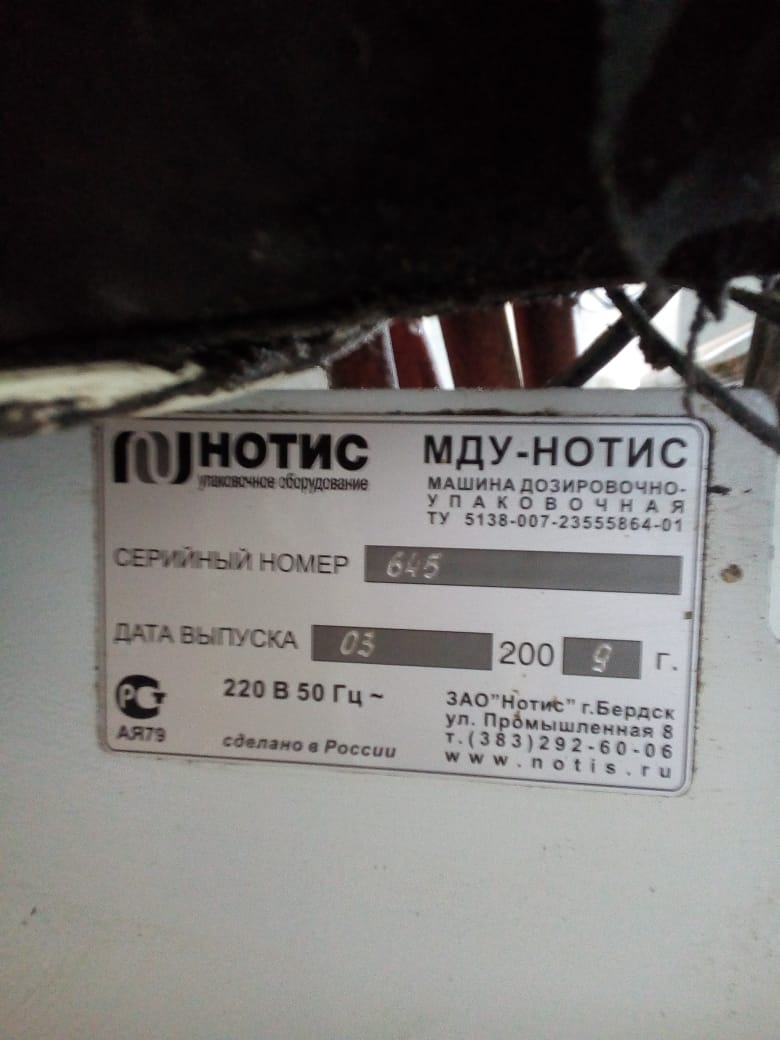 НОТИС
упаковочное оборудование
МДУ-НОТИС
МАШИНА ДОЗИРОВОЧНО-
УПАКОВОЧНАЯ
ТУ 5138-007-23555864-01
СЕРИЙНЫЙ НОМЕР 645
ДАТА ВЫПУСКА 03 200 9 г.
РСТ
АЯ79
220 В 50 Гц ~
сделано в России
ЗАО"Нотис" г.Бердск
ул. Промышленная 8
т.(383)292-60-06
www.notis.ru